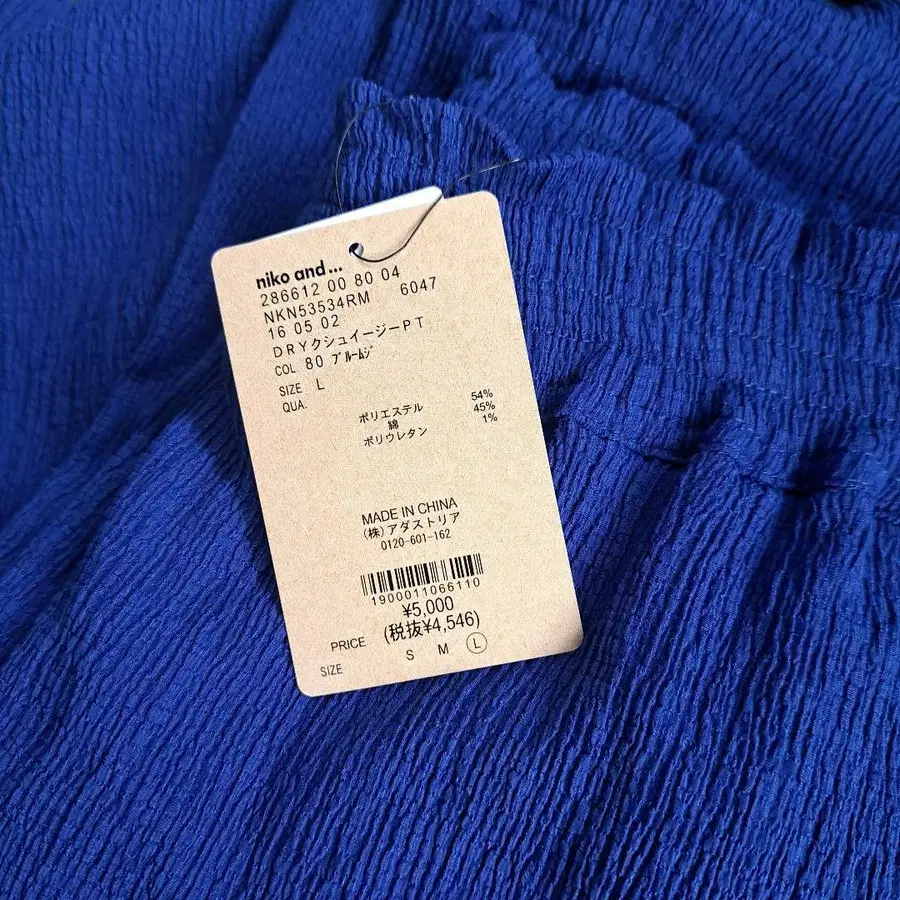 niko and...
286612 00 80 04
NKN53534RM 6047
16 05 02
DRYクシュイージーPT
COL 80 ﾌﾞﾙｰﾑｼﾞ
SIZE L
QUA.
ポリエステル 54%
綿 45%
ポリウレタン 1%
MADE IN CHINA
(株)アダストリア
0120-601-162
1900011066110
¥5,000
PRICE (税抜¥4,546)
SIZE S M L